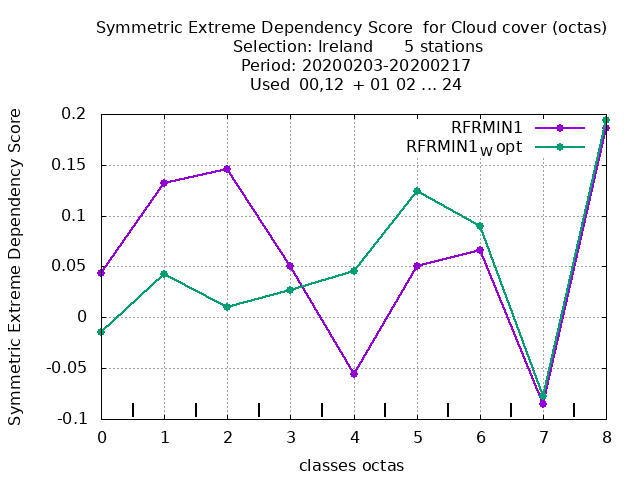 Symmetric Extreme Dependency Score for Cloud cover (octas)
Selection: Ireland 5 stations
Period: 20200203-20200217
Used 00,12 + 01 02 ... 24
Symmetric Extreme Dependency Score
0.2
0.15
0.1
0.05
0
-0.05
-0.1
RFRMIN1
RFRMIN1W opt
0 1 2 3 4 5 6 7 8
classes octas